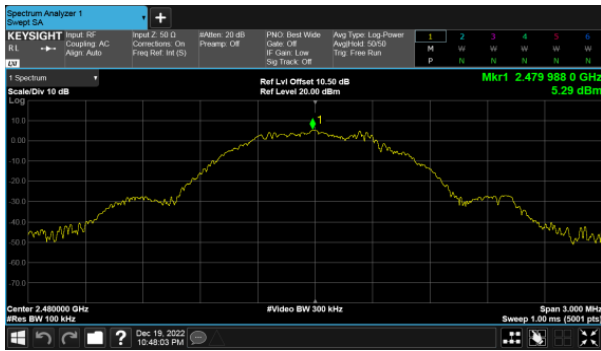 Spectrum Analyzer 1
Swept SA
+
KEYSIGHT
RL
LXI
Input: RF
Coupling: AC
Align: Auto
Input Z: 50 Ω
Corrections: On
Freq Ref: Int (S)
#Atten: 20 dB
Preamp: Off
PNO: Best Wide
Gate: Off
IF Gain: Low
Sig Track: Off
Avg Type: Log-Power
Avg|Hold: 50/50
Trig: Free Run
1 2 3 4 5 6
M W W W W W
P N N N N N
1 Spectrum
Scale/Div 10 dB
Ref Lvl Offset 10.50 dB
Ref Level 20.00 dBm
Mkr1 2.479 988 0 GHz
5.29 dBm
Log
10.0
0.00
-10.0
-20.0
-30.0
-40.0
-50.0
-60.0
-70.0
1
Center 2.480000 GHz
#Res BW 100 kHz
#Video BW 300 kHz
Span 3.000 MHz
Sweep 1.00 ms (5001 pts)
?
Dec 19, 2022
10:48:03 PM